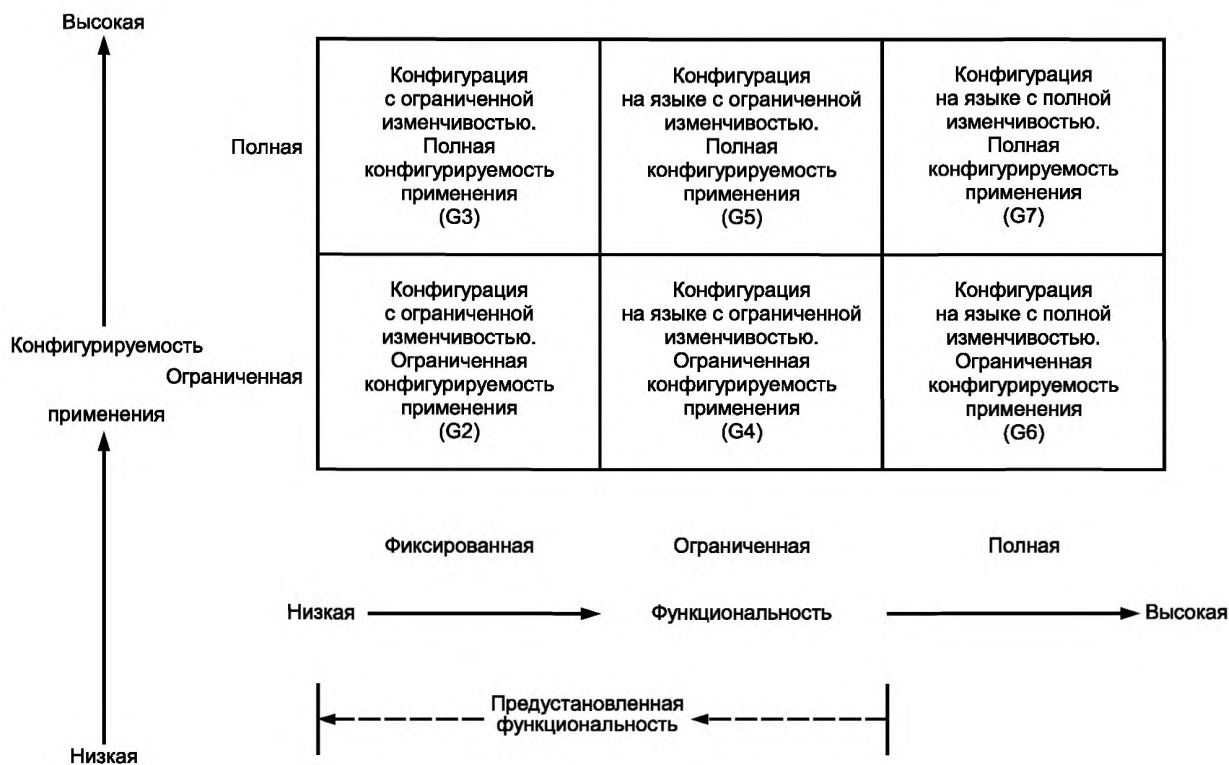 Высокая
Полная
Конфигурация
с ограниченной
изменчивостью.
Полная
конфигурируемость
применения
(G3)
Конфигурация
на языке с ограниченной
изменчивостью.
Полная
конфигурируемость
применения
(G5)
Конфигурация
на языке с полной
изменчивостью.
Полная
конфигурируемость
применения
(G7)
Конфигурируемость
применения
Ограниченная
Конфигурация
с ограниченной
изменчивостью.
Ограниченная
конфигурируемость
применения
(G2)
Конфигурация
на языке с ограниченной
изменчивостью.
Ограниченная
конфигурируемость
применения
(G4)
Конфигурация
на языке с полной
изменчивостью.
Ограниченная
конфигурируемость
применения
(G6)
Фиксированная
Ограниченная
Полная
Низкая
Функциональность
Высокая
Предустановленная
функциональность
Низкая